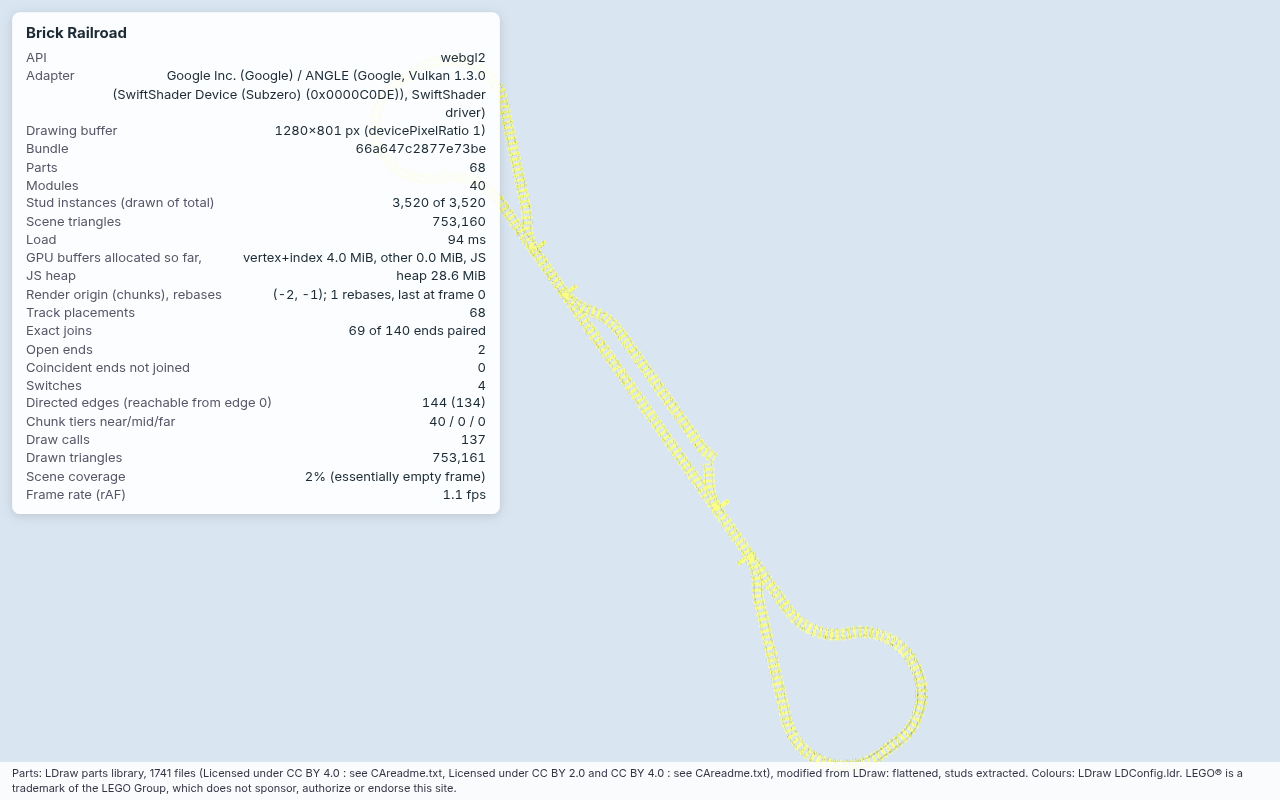 Brick Railroad
API webgl2
Adapter Google Inc. (Google) / ANGLE (Google, Vulkan 1.3.0
(SwiftShader Device (Subzero) (0x0000C0DE)), SwiftShader
driver)
Drawing buffer 1280×801 px (devicePixelRatio 1)
Bundle 66a647c2877e73be
Parts 68
Modules 40
Stud instances (drawn of total) 3,520 of 3,520
Scene triangles 753,160
Load 94 ms
GPU buffers allocated so far, vertex+index 4.0 MiB, other 0.0 MiB, JS
JS heap heap 28.6 MiB
Render origin (chunks), rebases (-2, -1); 1 rebases, last at frame 0
Track placements 68
Exact joins 69 of 140 ends paired
Open ends 2
Coincident ends not joined 0
Switches 4
Directed edges (reachable from edge 0) 144 (134)
Chunk tiers near/mid/far 40 / 0 / 0
Draw calls 137
Drawn triangles 753,161
Scene coverage 2% (essentially empty frame)
Frame rate (rAF) 1.1 fps
Parts: LDraw parts library, 1741 files (Licensed under CC BY 4.0 : see CAreadme.txt, Licensed under CC BY 2.0 and CC BY 4.0 : see CAreadme.txt), modified from LDraw: flattened, studs extracted. Colours: LDraw LDConfig.ldr. LEGO® is a
trademark of the LEGO Group, which does not sponsor, authorize or endorse this site.